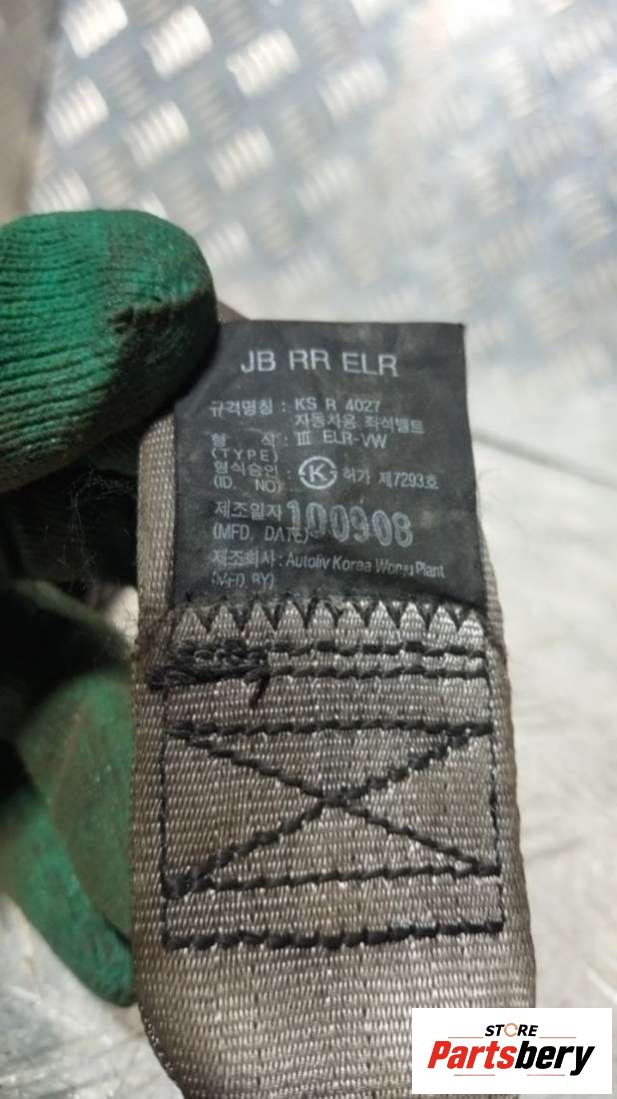 JB RR ELR
규격명칭 : KS R 4027
자동차용 좌석벨트
형 식 : III ELR-VW
(TYPE)
형식승인 : K 허가 제7293호
(ID. NO)
제조일자 100908
(MFD. DATE)
제조회사 : Autoliv Korea Wonju Plant
(MFD BY)
STORE
Partsbery